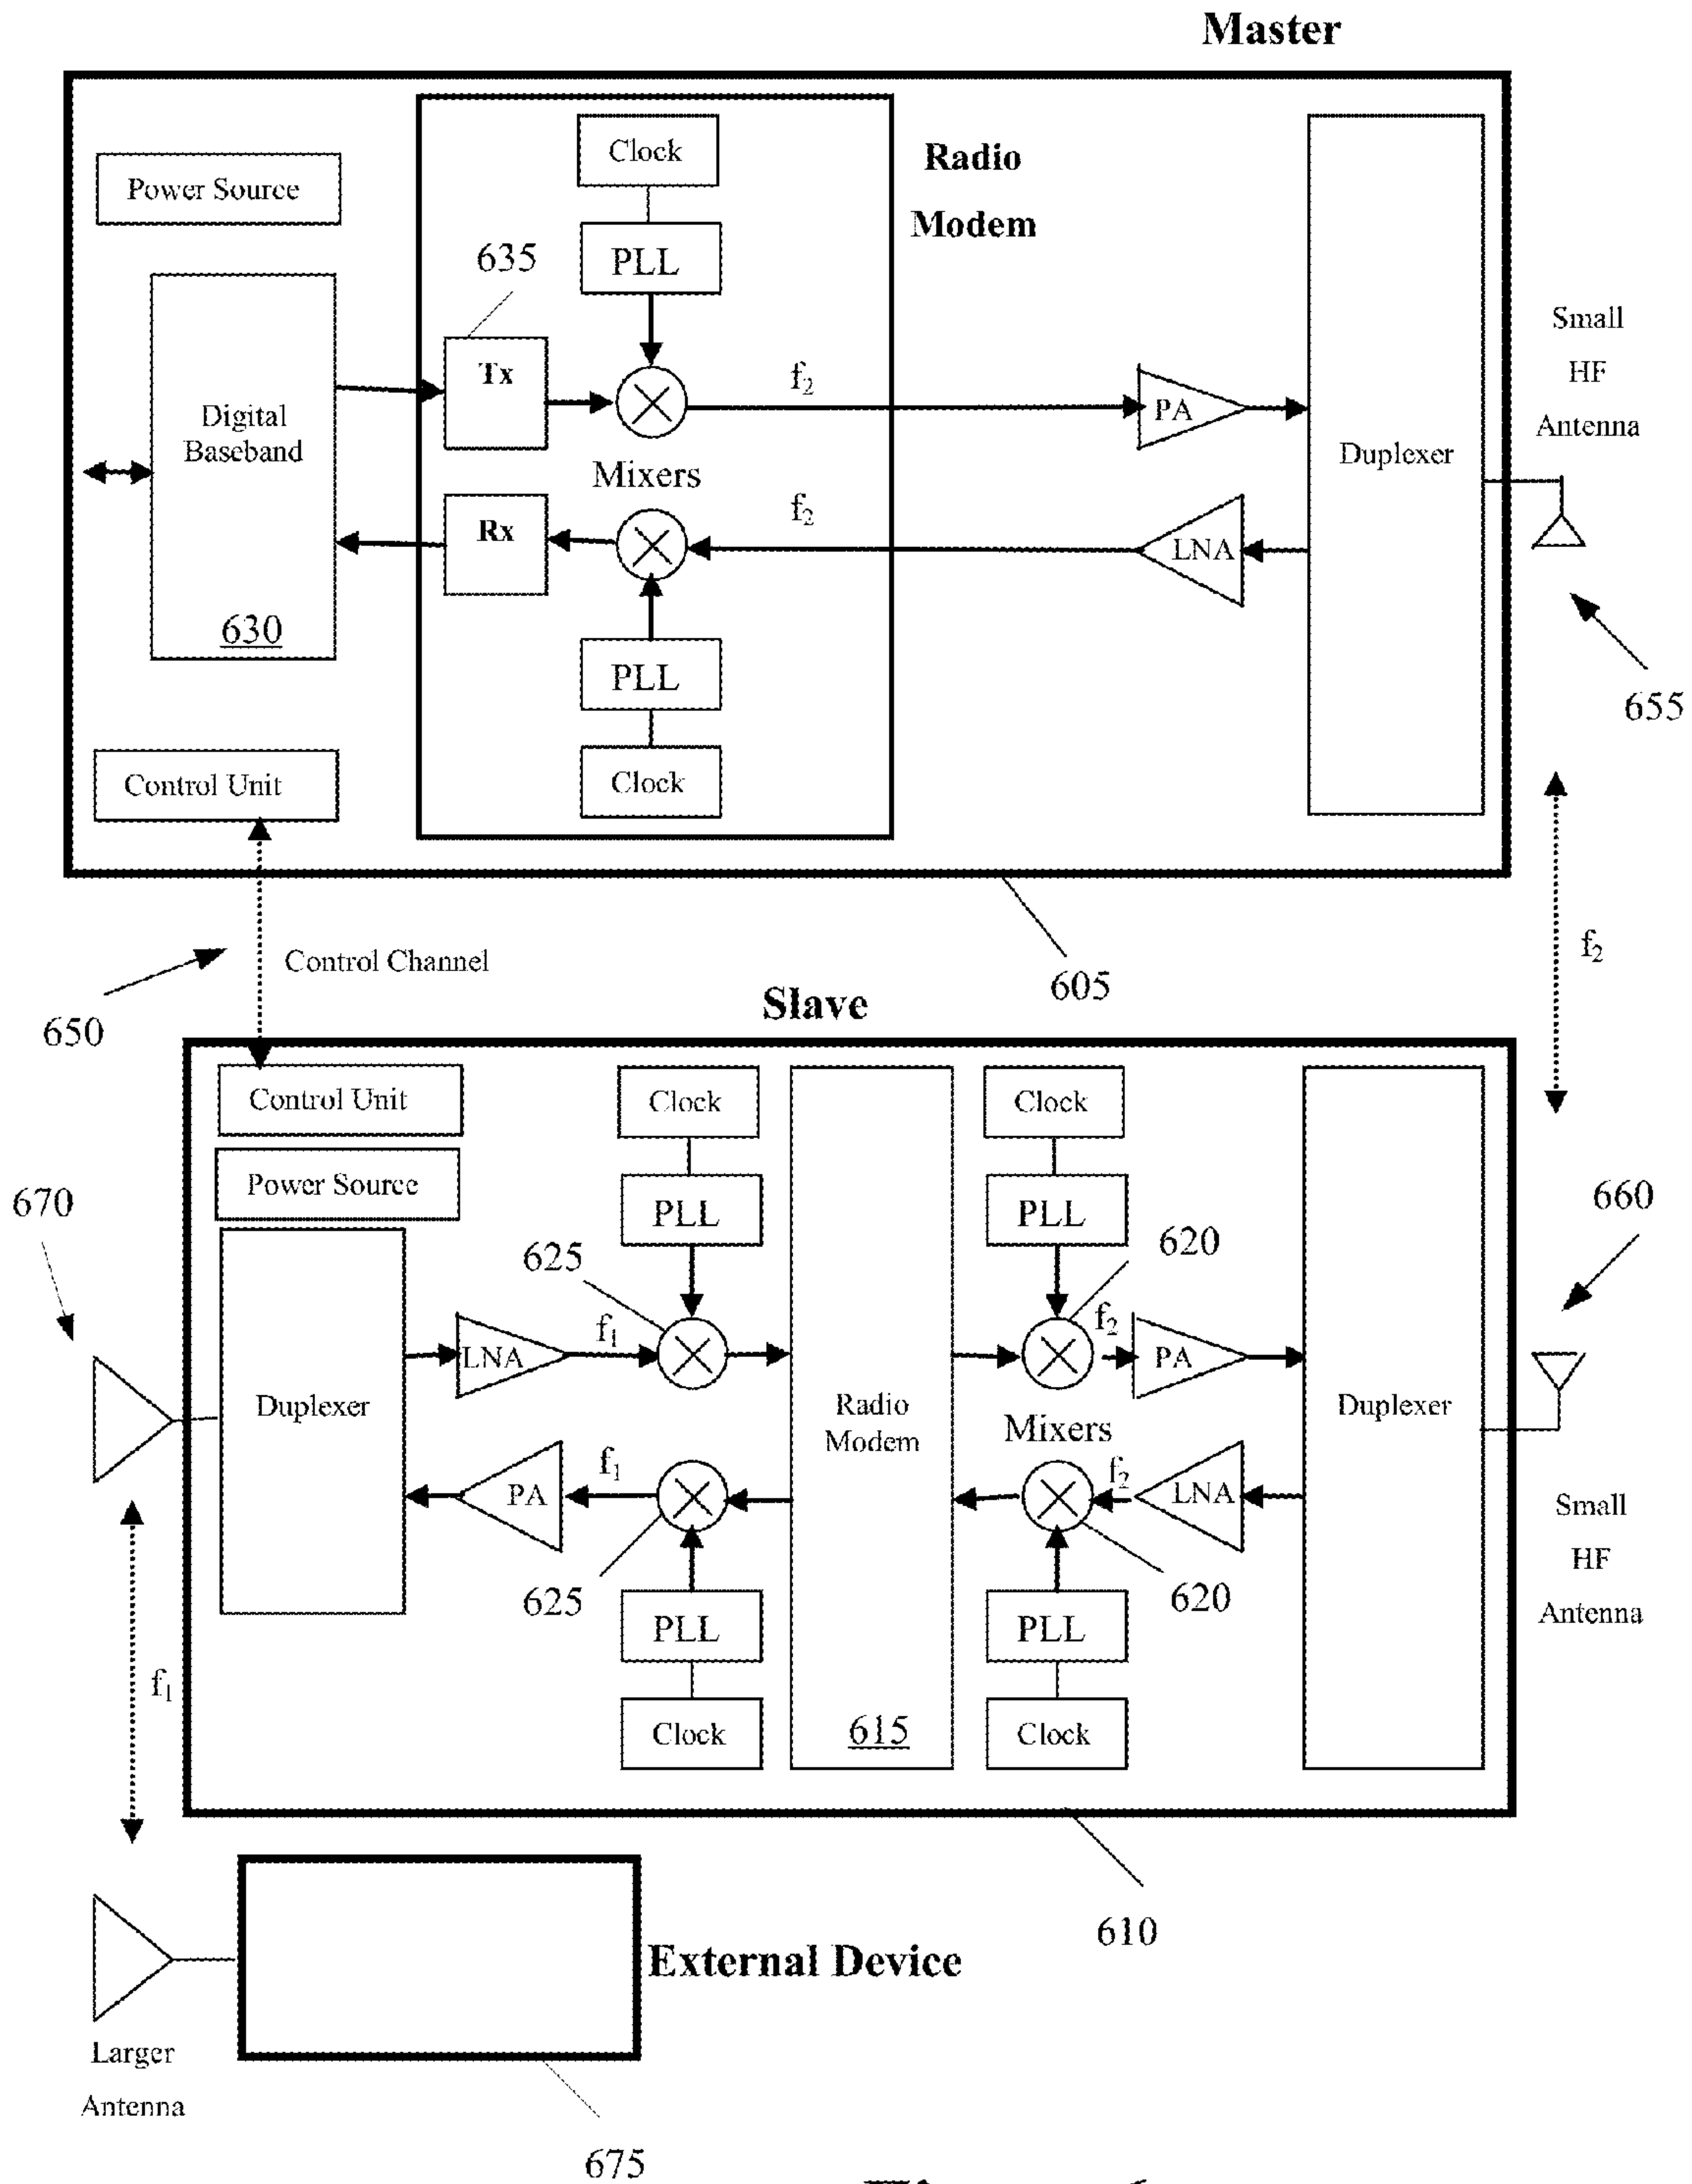 Master
Clock
Radio
Modem
Power Source
PLL
635
Small
HF
Antenna
Tx
f2
PA
Digital
Baseband
Duplexer
Mixers
Rx
f2
LNA
630
PLL
655
Control Unit
Clock
f2
Control Channel
605
650
Slave
Control Unit
Clock
Clock
Power Source
PLL
PLL
670
660
625
620
LNA
f1
f2
PA
Duplexer
Radio
Modem
Duplexer
Mixers
PA
f1
f2
LNA
Small
HF
Antenna
625
620
PLL
PLL
f1
Clock
615
Clock
610
External Device
Larger
Antenna
675